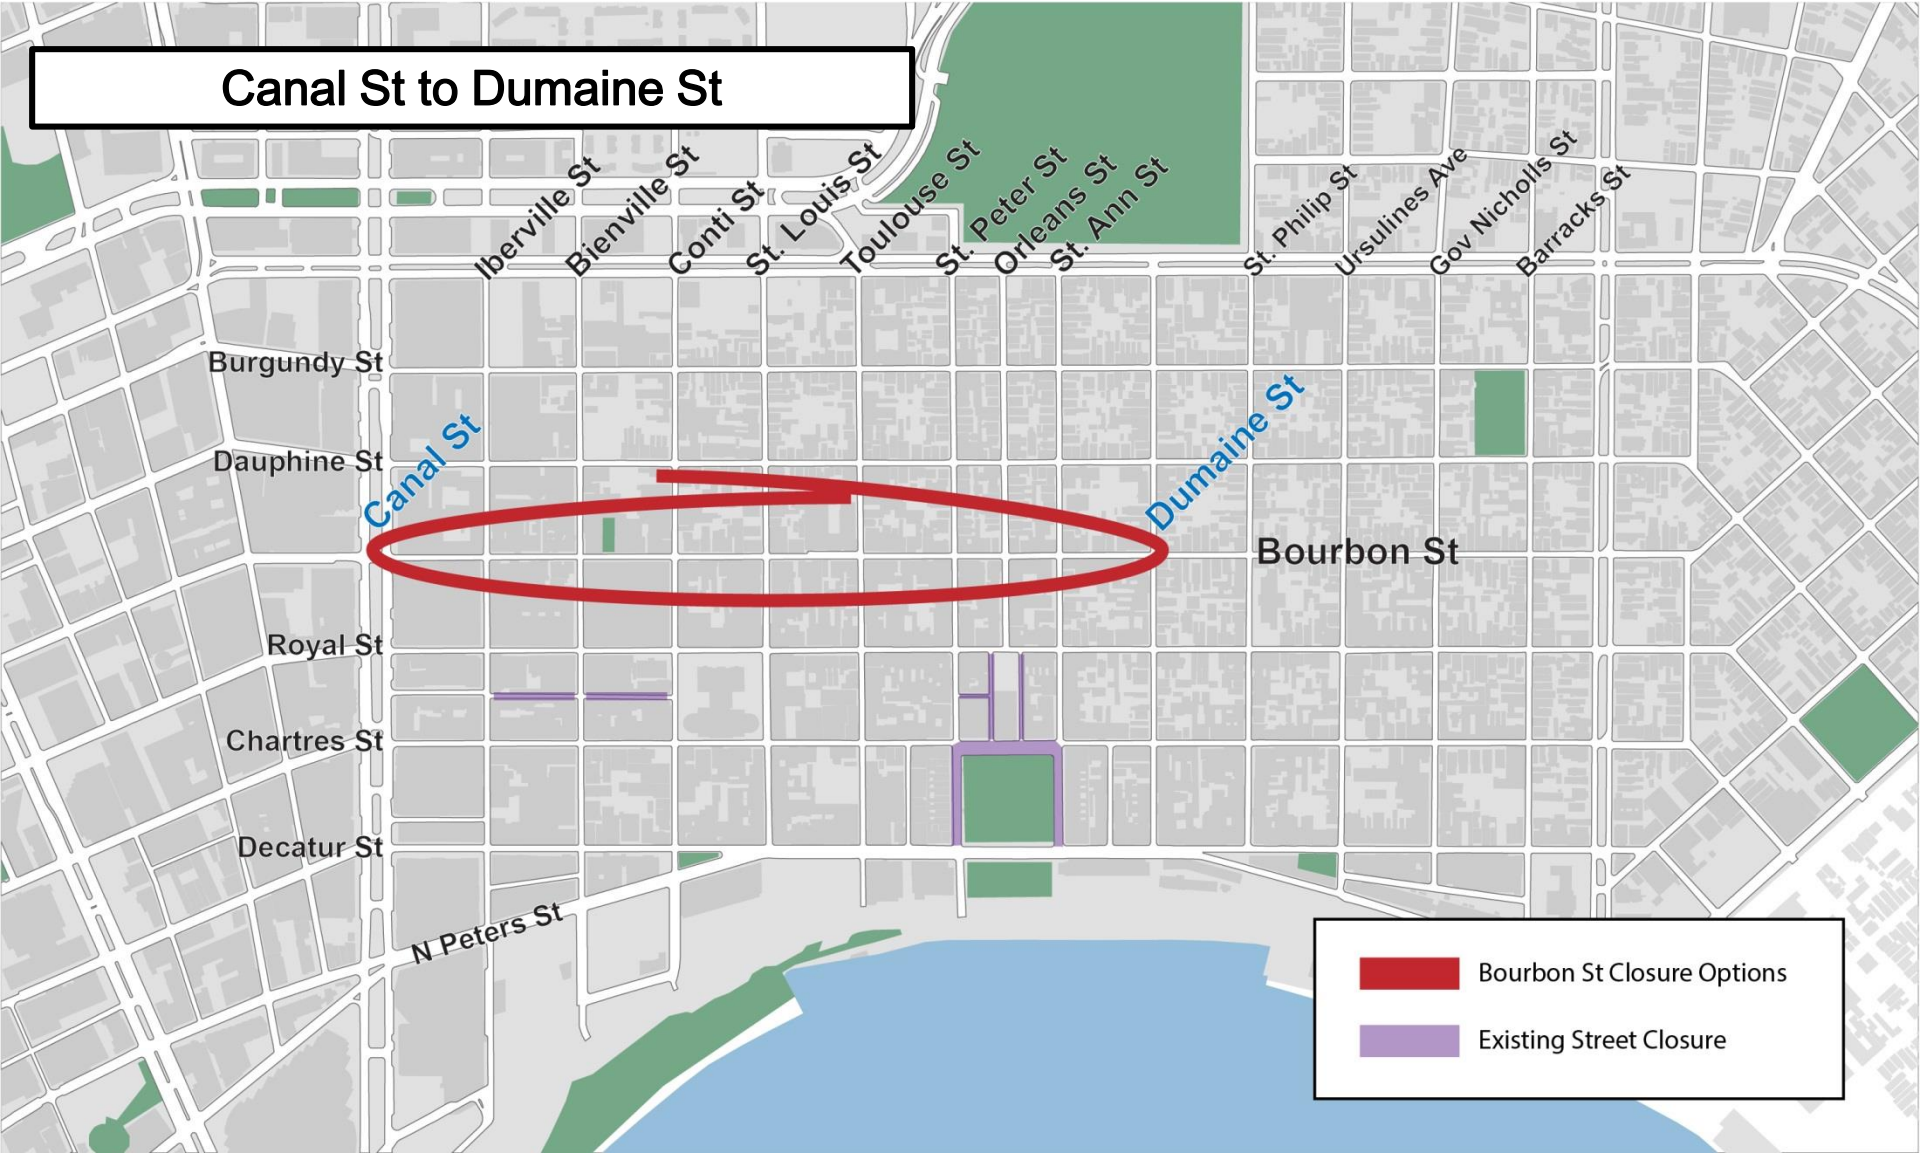 Canal St to Dumaine St
Iberville St
Bienville St
Conti St
St. Louis St
Toulouse St
St. Peter St
Orleans St
St. Ann St
St. Philip St
Ursulines Ave
Gov Nicholls St
Barracks St
Burgundy St
Dauphine St
Canal St
Dumaine St
Bourbon St
Royal St
Chartres St
Decatur St
N Peters St
Bourbon St Closure Options
Existing Street Closure